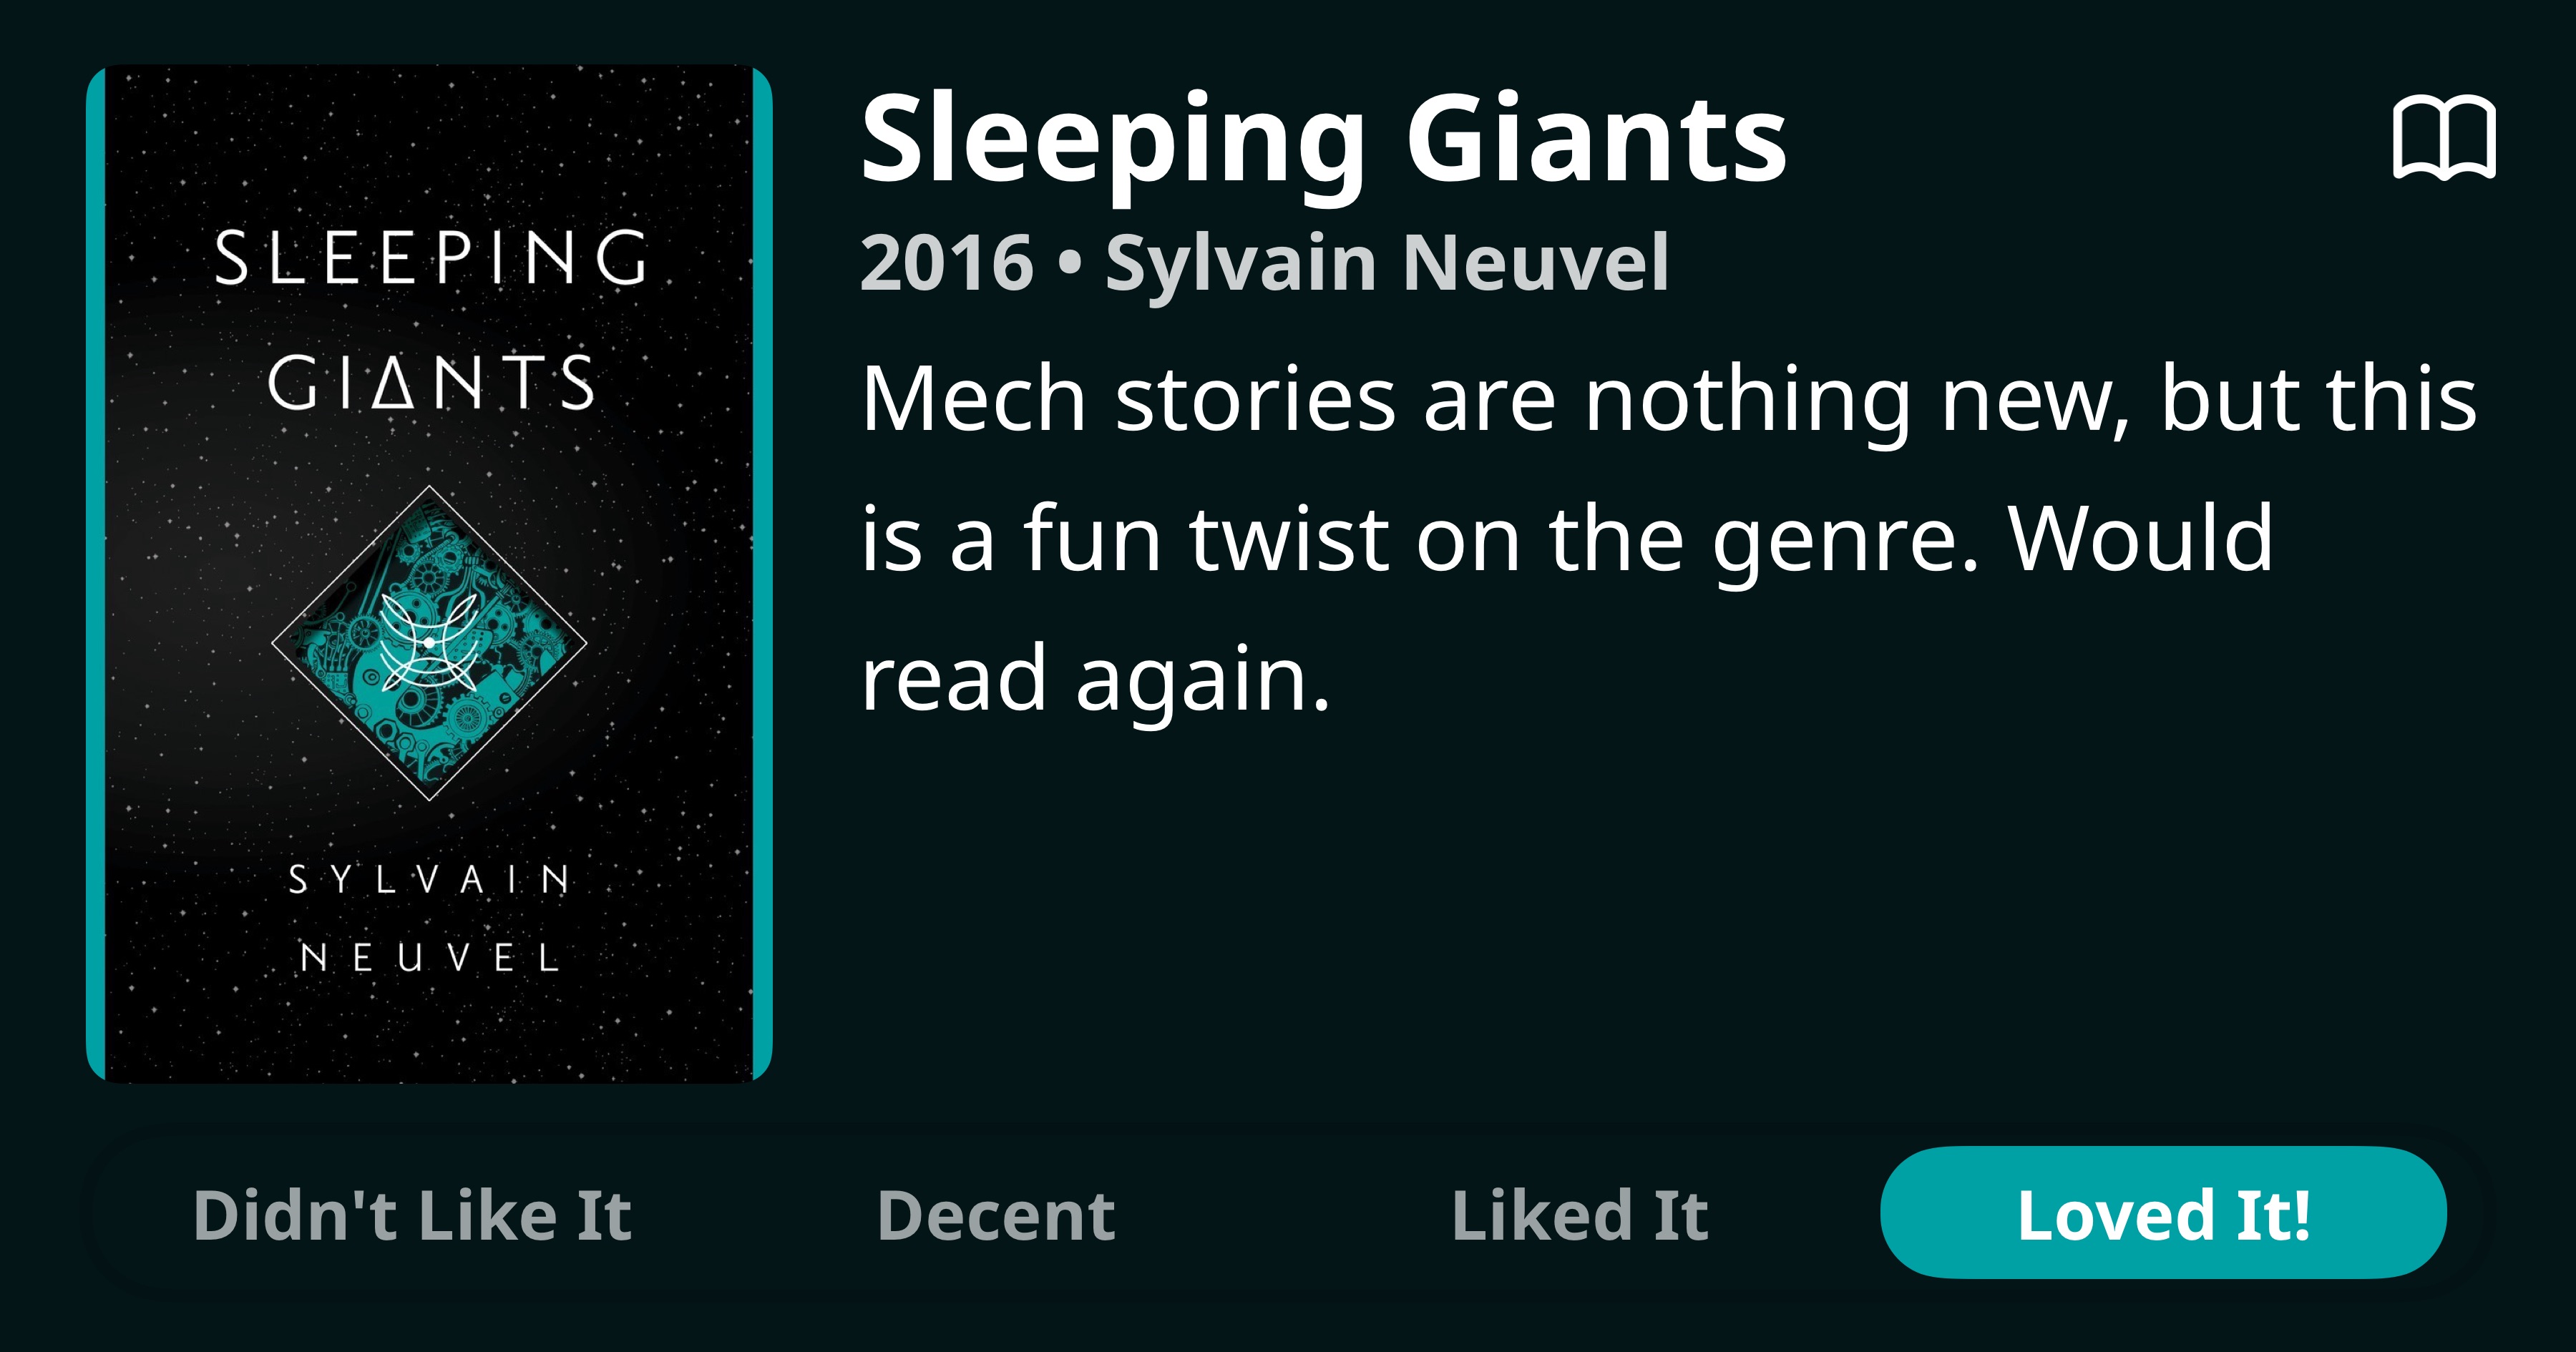 SLEEPING
GIANTS
SYLVAIN
NEUVEL
Sleeping Giants
2016 • Sylvain Neuvel
Mech stories are nothing new, but this
is a fun twist on the genre. Would
read again.
Didn't Like It
Decent
Liked It
Loved It!